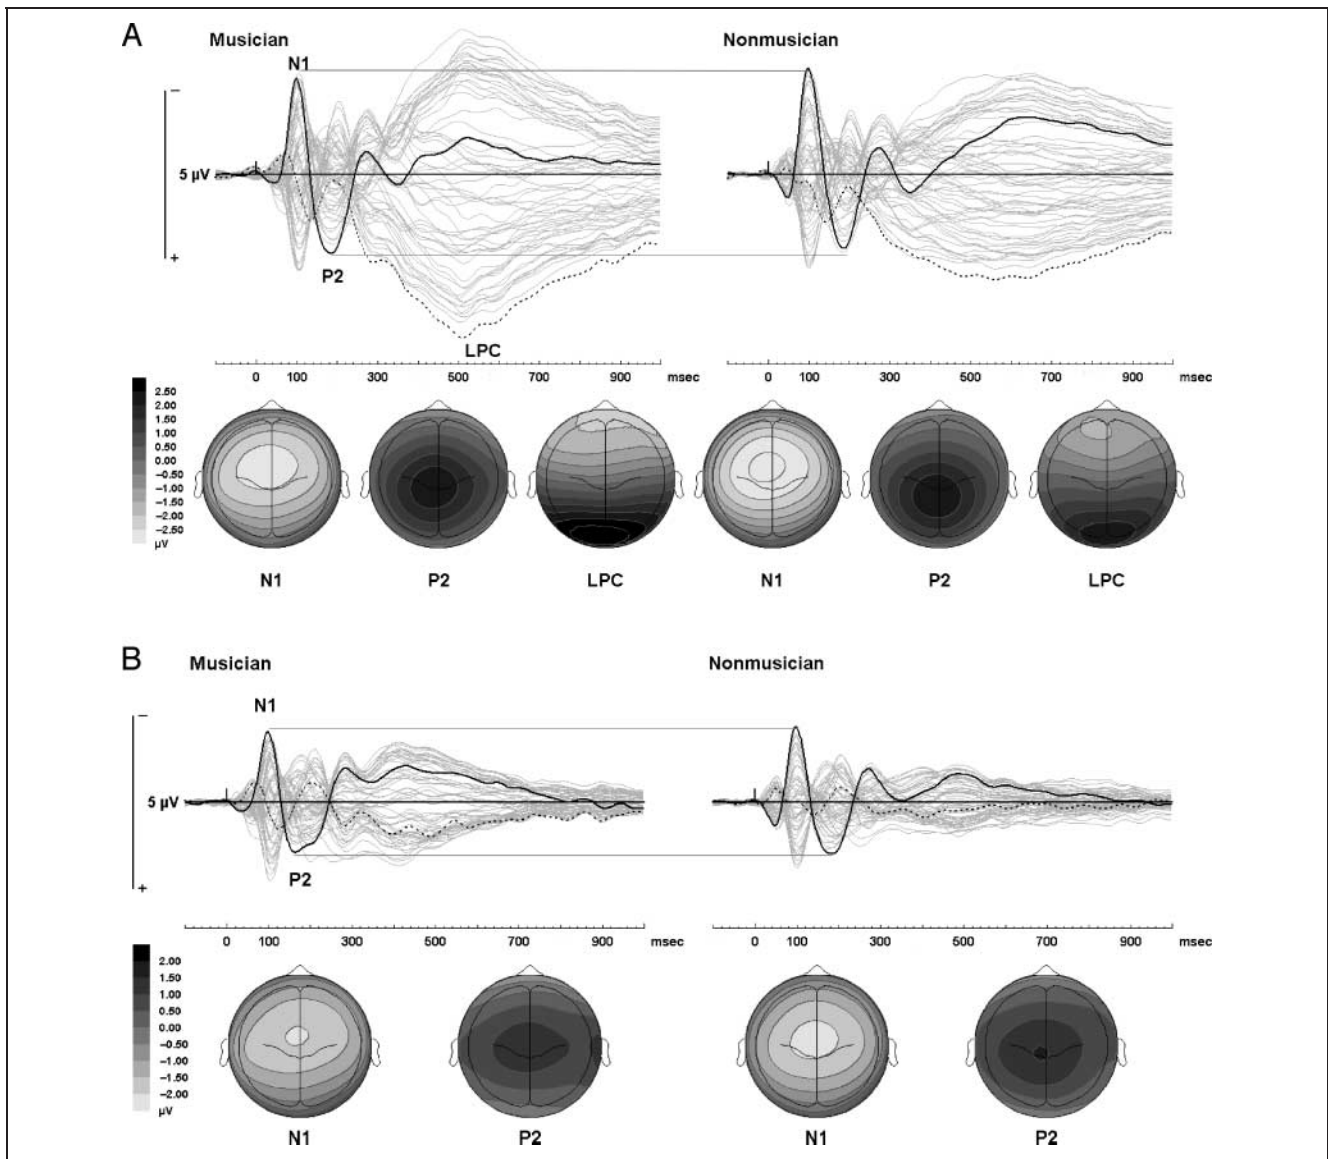 A
Musician
Nonmusician
N1
−
5 µV
+
P2
LPC
0 100 300 500 700 900 msec
0 100 300 500 700 900 msec
2.50
2.00
1.50
1.00
0.50
0.00
−0.50
−1.00
−1.50
−2.00
−2.50
µV
N1 P2 LPC N1 P2 LPC
B
Musician
Nonmusician
N1
−
5 µV
+
P2
0 100 300 500 700 900 msec
0 100 300 500 700 900 msec
2.00
1.50
1.00
0.50
0.00
−0.50
−1.00
−1.50
−2.00
µV
N1 P2 N1 P2